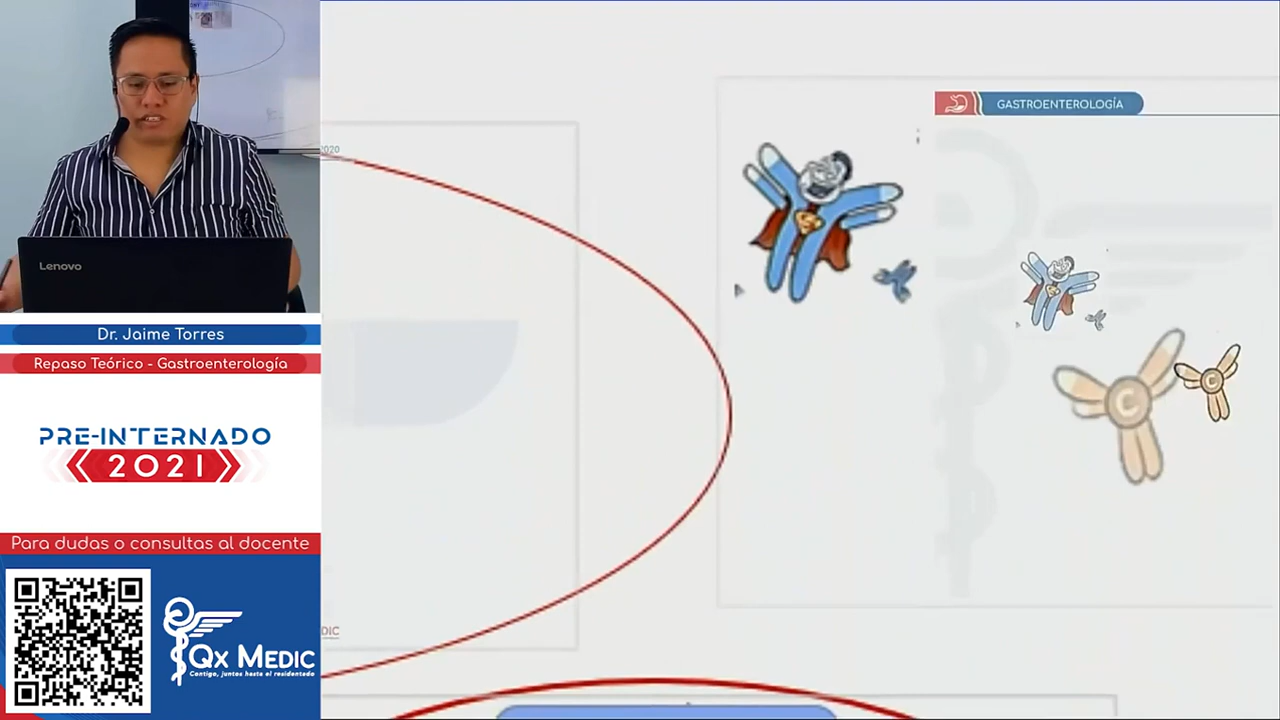 Lenovo
Dr. Jaime Torres
Repaso Teórico - Gastroenterología
PRE-INTERNADO
2021
Para dudas o consultas al docente
Qx MEDIC
Contigo, juntos hasta el residentado
2020
DIC
GASTROENTEROLOGÍA
C
C